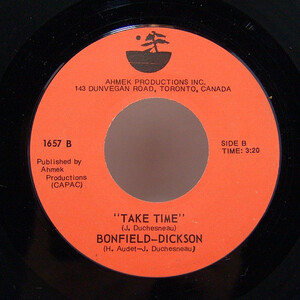 AHMEK PRODUCTIONS INC.
143 DUNVEGAN ROAD, TORONTO, CANADA
1657 B
SIDE B
TIME: 3:20
Published by
Ahmek
Productions
(CAPAC)
"TAKE TIME"
(J. Duchesneau)
BONFIELD-DICKSON
(H. Audet-J. Duchesneau)